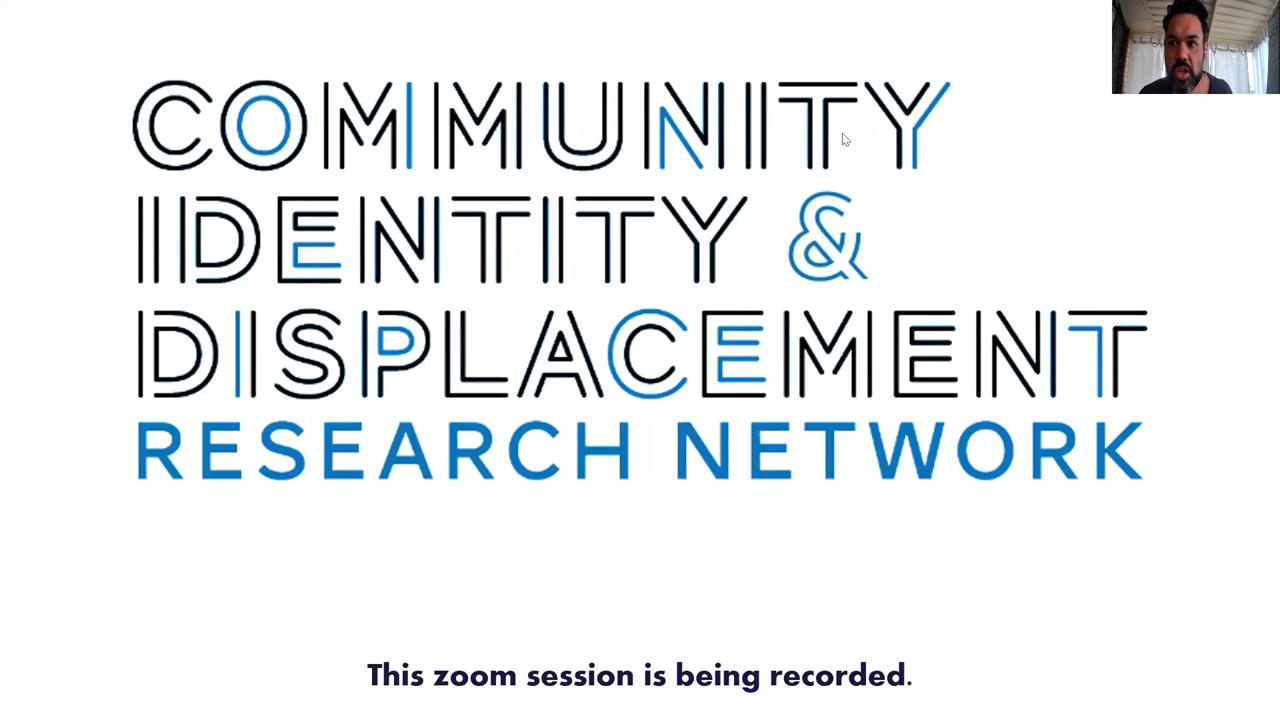 COMMUNITY
IDENTITY &
DISPLACEMENT
RESEARCH NETWORK
This zoom session is being recorded.